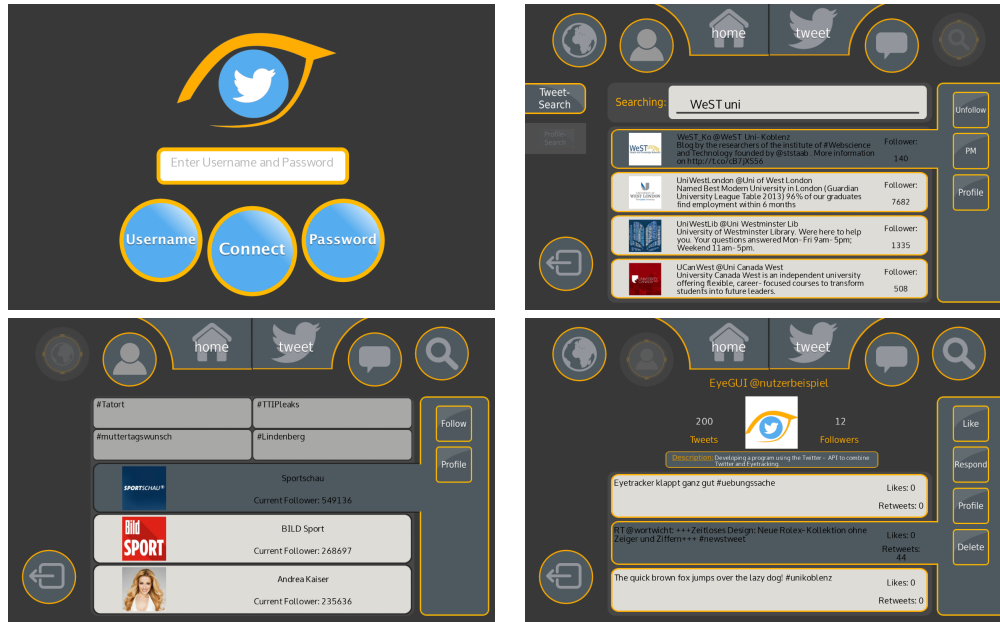 Enter Username and Password
Username
Connect
Password
home
tweet
Tweet-
Search
Profile-
Search
Searching:
WeST uni
WeST
WeST_Ko @WeST Uni- Koblenz
Blog by the researchers of the institute of #Webscience
and Technology founded by @ststaab . More information
on http://t.co/cB7jX5S6
Follower:
140
UniWestLondon @Uni of West London
Named Best Modern University in London (Guardian
University League Table 2013) 96% of our graduates
find employment within 6 months
Follower:
7682
UniWestLib @Uni Westminster Lib
University of Westminster Library. Were here to help
you. Your questions answered Mon- Fri 9am- 5pm;
Weekend 11am- 5pm.
Follower:
1335
UCanWest @Uni Canada West
University Canada West is an independent university
offering flexible, career- focused courses to transform
students into future leaders.
Follower:
508
Unfollow
PM
Profile
home
tweet
#Tatort
#TTIPleaks
#muttertagswunsch
#Lindenberg
SPORTSCHAU
Sportschau
Current Follower: 549136
Bild
SPORT
BILD Sport
Current Follower: 268697
Andrea Kaiser
Current Follower: 235636
Follow
Profile
home
tweet
EyeGUI @nutzerbeispiel
200
Tweets
12
Followers
Description: Developing a program using the Twitter - API to combine
Twitter and Eyetracking.
Eyetracker klappt ganz gut #uebungssache
Likes: 0
Retweets: 0
RT @wortwicht: +++Zeitloses Design: Neue Rolex-Kollektion ohne
Zeiger und Ziffern+++ #newstweet
Likes: 0
Retweets:
44
The quick brown fox jumps over the lazy dog! #unikoblenz
Likes: 0
Retweets: 0
Like
Respond
Profile
Delete